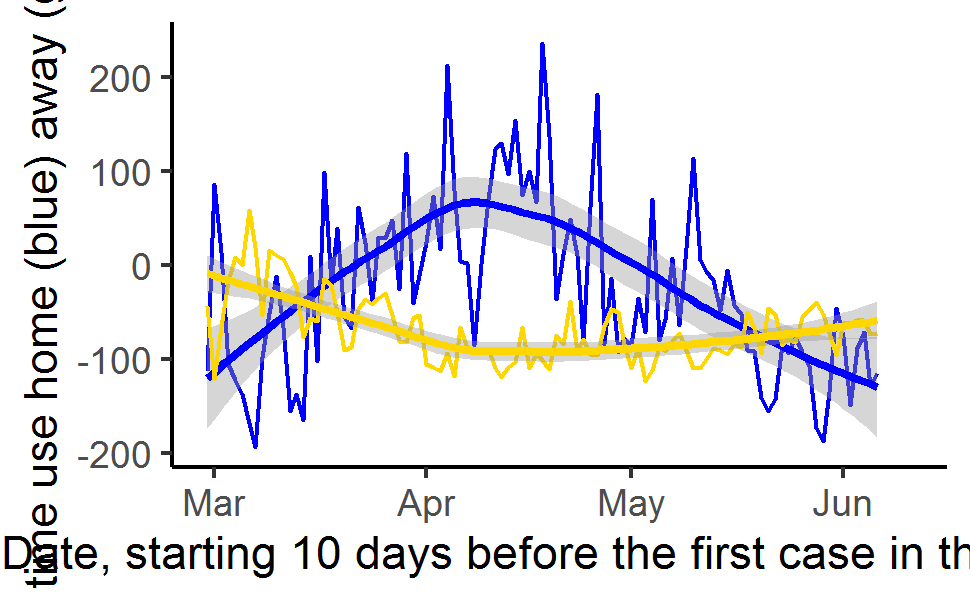 time use home (blue) away (
200
100
0
-100
-200
Mar Apr May Jun
Date, starting 10 days before the first case in th